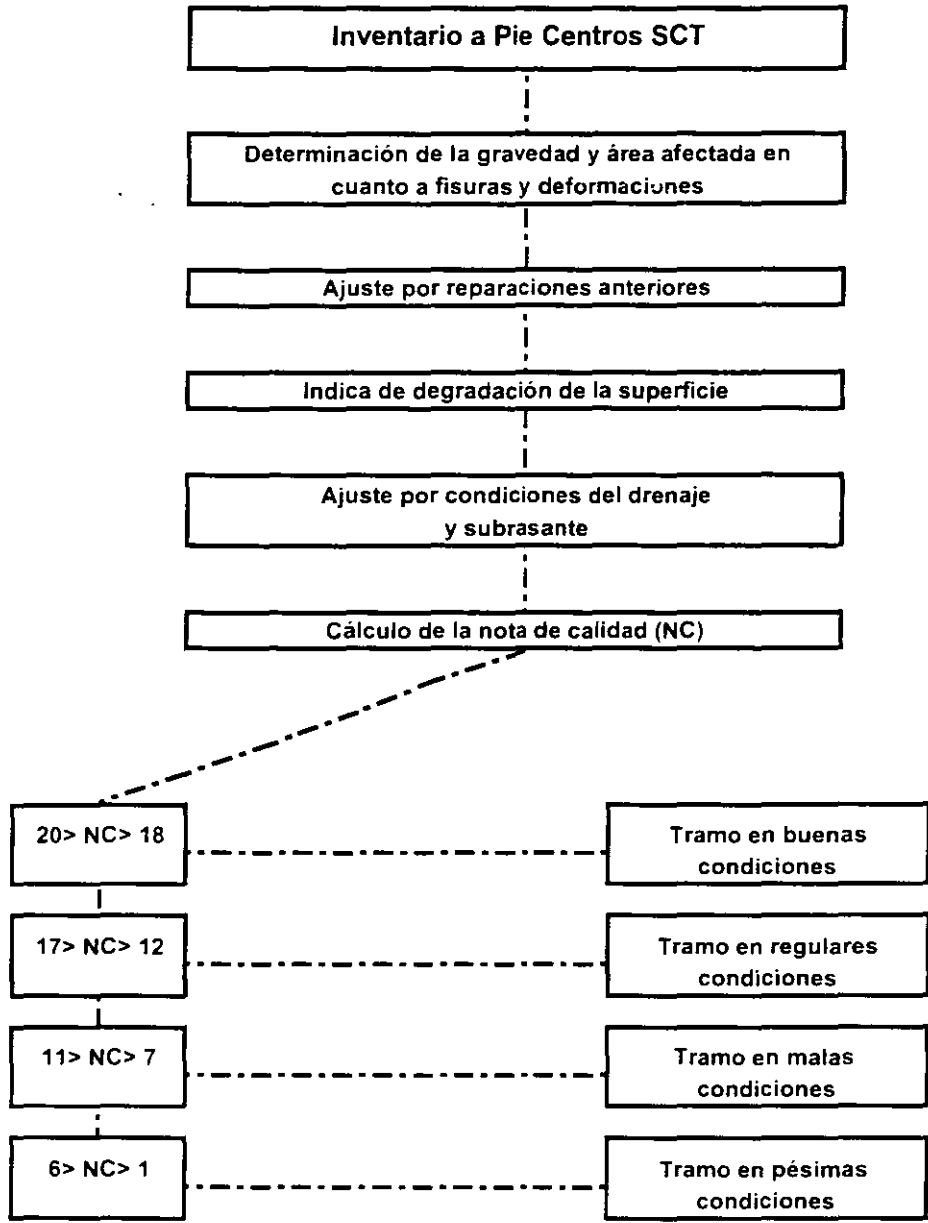 Inventario a Pie Centros SCT
Determinación de la gravedad y área afectada en
cuanto a fisuras y deformaciones
Ajuste por reparaciones anteriores
Indica de degradación de la superficie
Ajuste por condiciones del drenaje
y subrasante
Cálculo de la nota de calidad (NC)
20> NC> 18
Tramo en buenas
condiciones
17> NC> 12
Tramo en regulares
condiciones
11> NC> 7
Tramo en malas
condiciones
6> NC> 1
Tramo en pésimas
condiciones